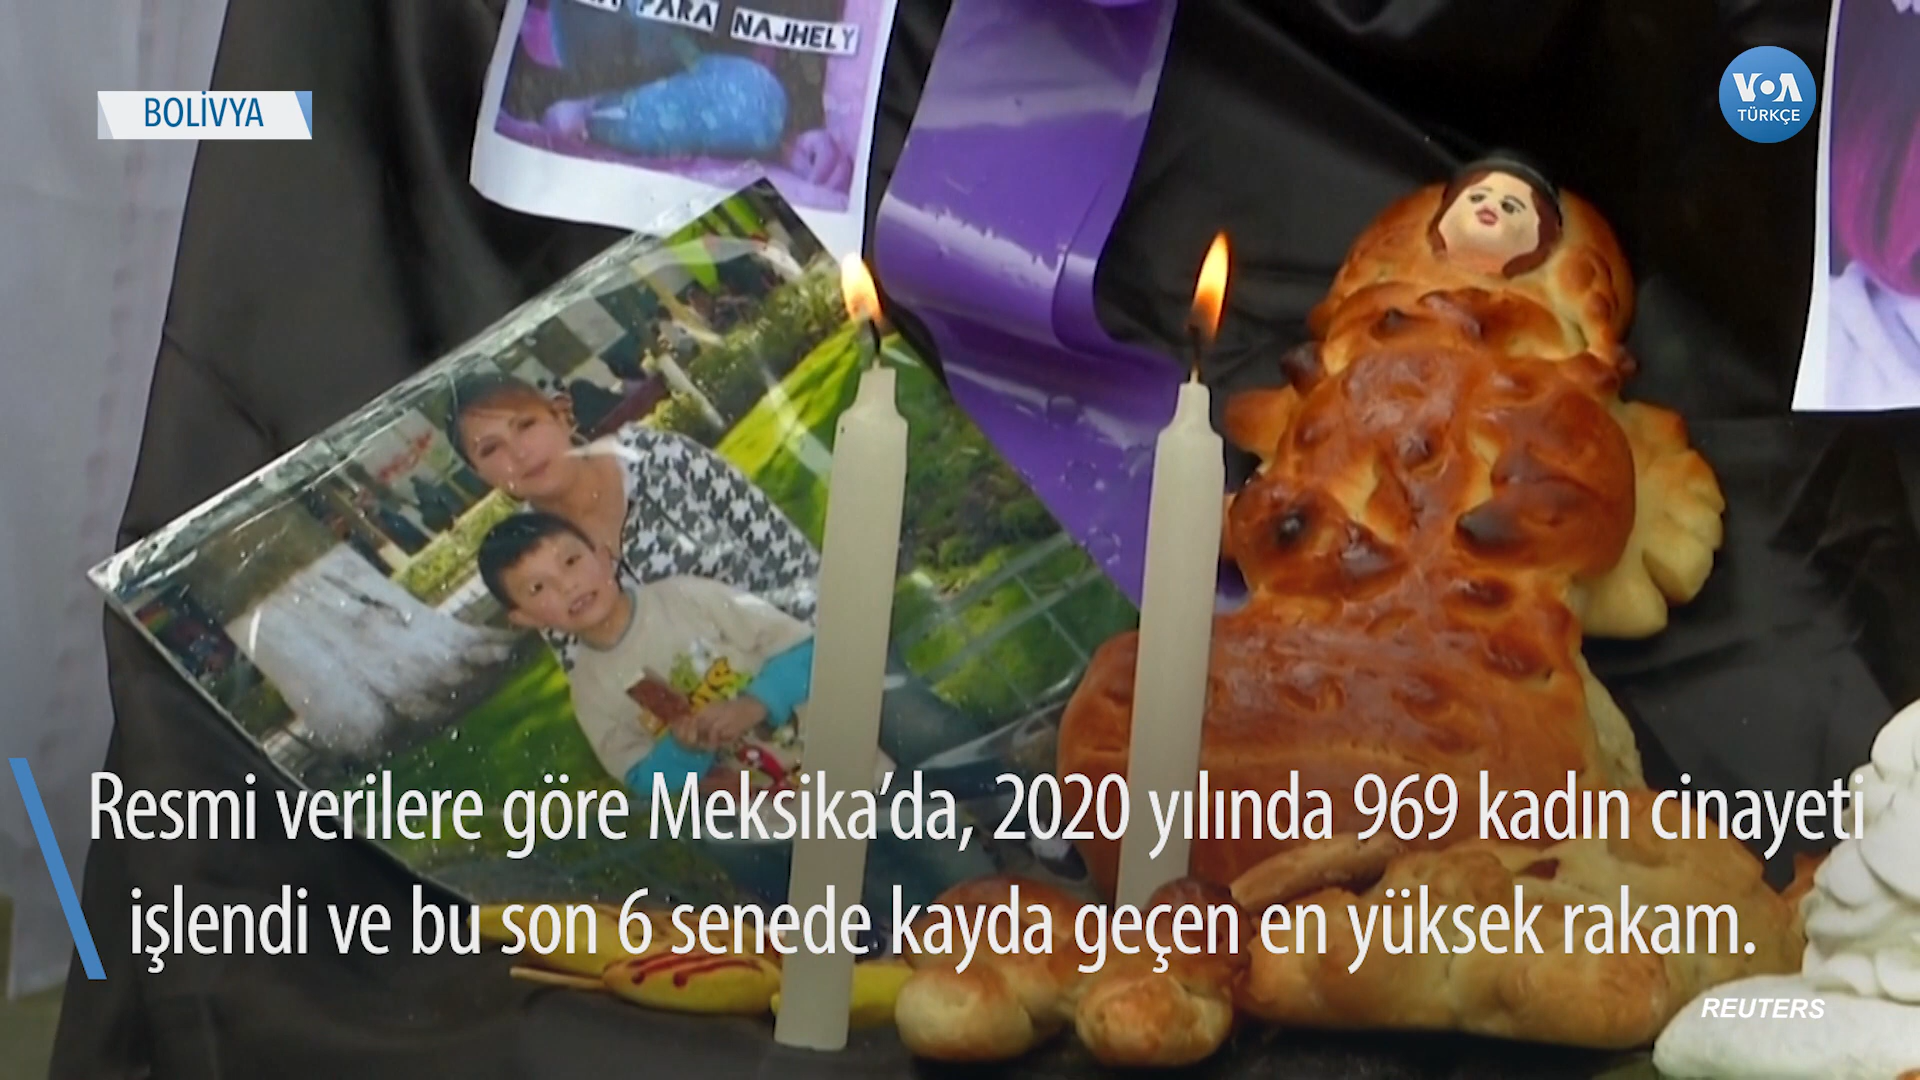 PARA NAJHELY
BOLİVYA
VOA
TÜRKÇE
Resmi verilere göre Meksika’da, 2020 yılında 969 kadın cinayeti
işlendi ve bu son 6 senede kayda geçen en yüksek rakam.
REUTERS